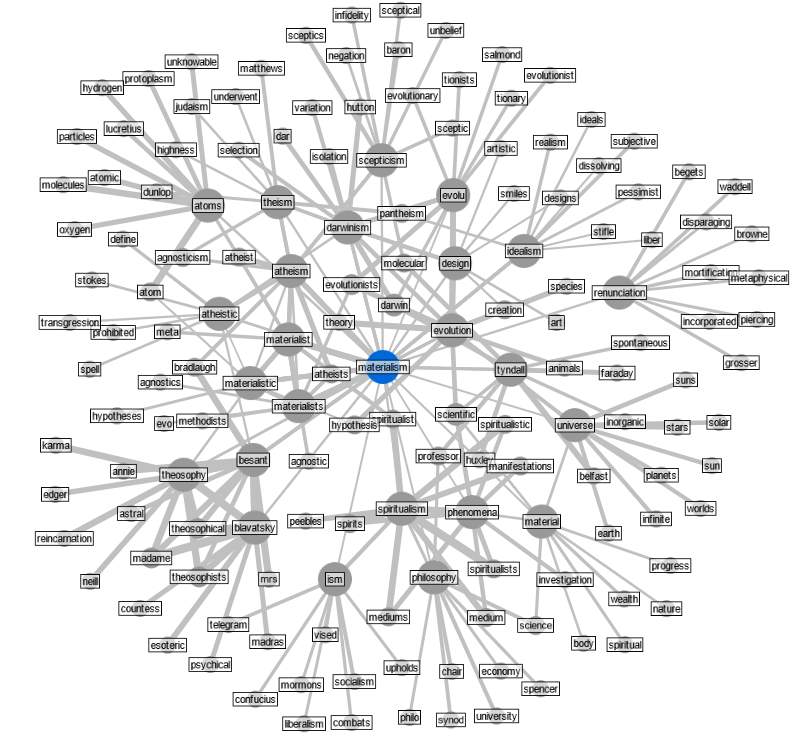 sceptical
infidelity
unbelief
sceptics
baron
negation
salmond
unknowable
matthews
evolutionist
protoplasm
tionists
hydrogen
underwent
evolutionary
tionary
judaism
variation
hutton
ideals
lucretius
sceptic
particles
realism
subjective
highness
selection
dar
artistic
isolation
scepticism
dissolving
begets
atomic
molecules
waddell
dunlop
smiles
designs
pessimist
evolu
theism
atoms
pantheism
disparaging
oxygen
darwinism
stifle
browne
define
liber
idealism
agnosticism
atheist
molecular
design
atheism
mortification
metaphysical
stokes
evolutionists
species
renunciation
atom
darwin
creation
atheistic
transgression
theory
art
incorporated
piercing
prohibited
meta
evolution
materialist
spontaneous
grosser
spell
bradlaugh
materialism
tyndall
animals
faraday
atheists
agnostics
materialistic
suns
materialists
hypotheses
evo
methodists
hypothesis
spiritualist
scientific
spiritualistic
universe
inorganic
stars
solar
karma
besant
agnostic
professor
huxley
manifestations
sun
annie
theosophy
belfast
planets
edger
worlds
astral
theosophical
blavatsky
peebles
spirits
spiritualism
phenomena
material
infinite
earth
reincarnation
madame
theosophists
mrs
ism
philosophy
spiritualists
investigation
progress
neill
countess
mediums
medium
wealth
nature
telegram
vised
science
esoteric
madras
body
spiritual
psychical
upholds
chair
economy
mormons
socialism
spencer
confucius
liberalism
combats
philo
synod
university